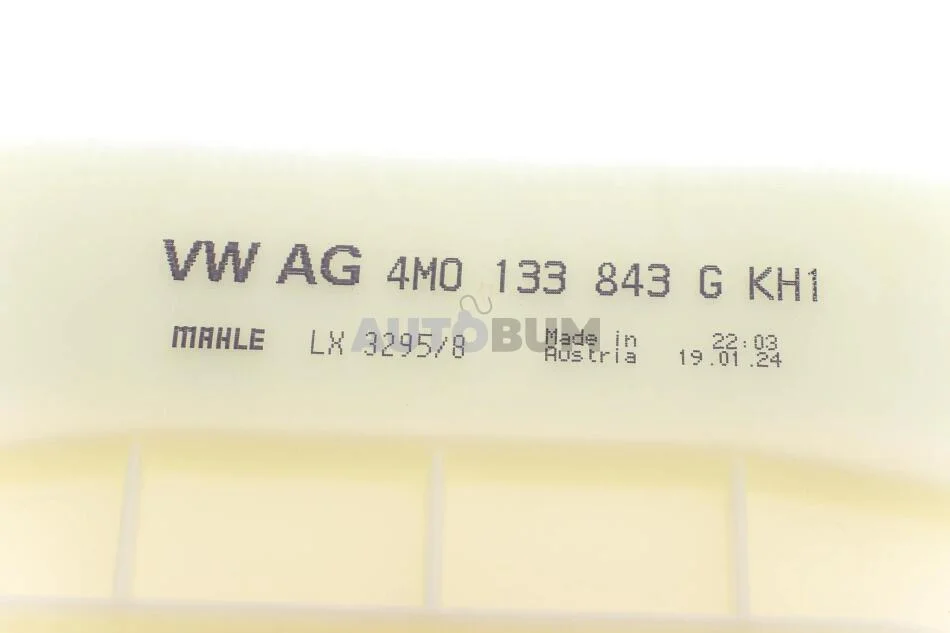 VW AG 4M0 133 843 G KH1
MAHLE LX 3295/8 Made in 22:03
Austria 19.01.24
AUTOBUM